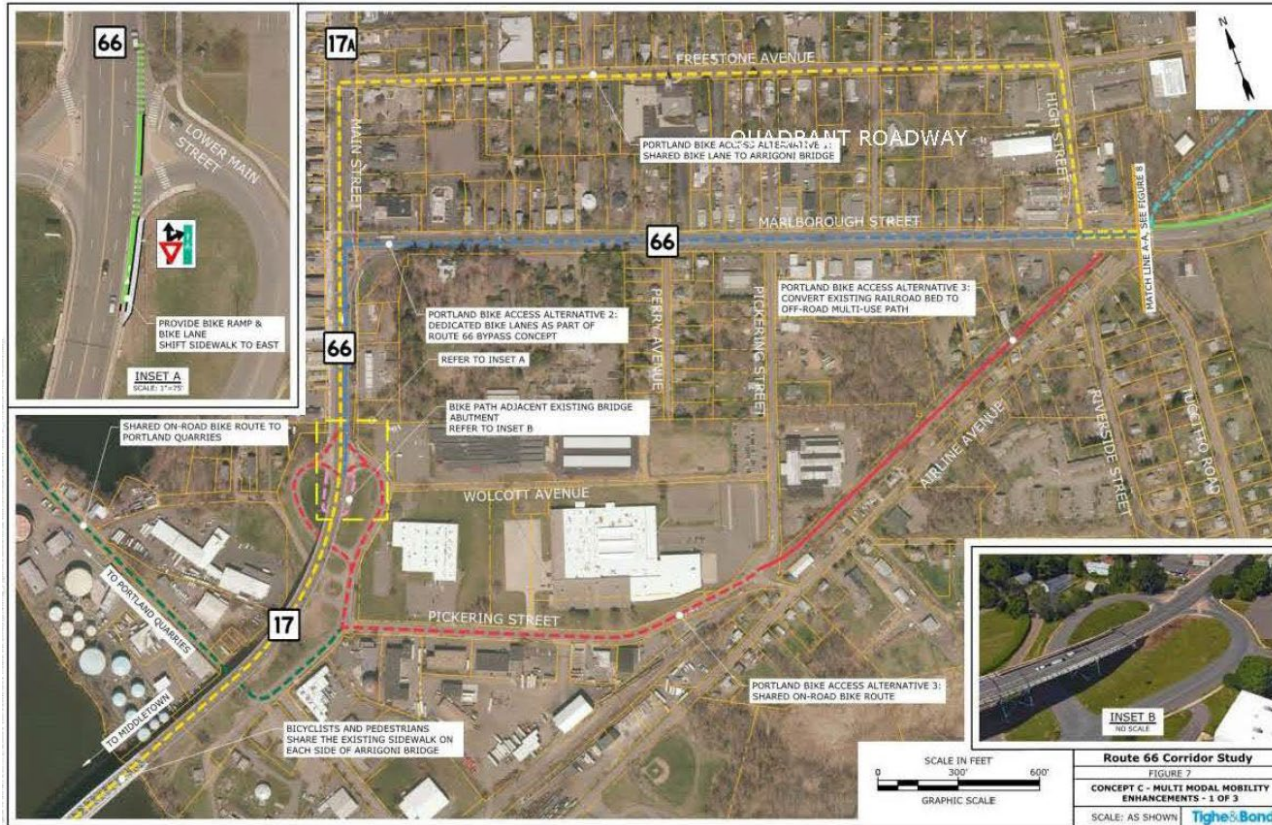 66
LOWER MAIN
STREET
PROVIDE BIKE RAMP &
BIKE LANE
SHIFT SIDEWALK TO EAST
INSET A
SCALE: 1"=75'
17A
FREESTONE AVENUE
N
MAIN STREET
QUADRANT ROADWAY
PORTLAND BIKE ACCESS ALTERNATIVE 1:
SHARED BIKE LANE TO ARRIGONI BRIDGE
HIGH STREET
MARLBOROUGH STREET
66
MATCH LINE A-A, SEE FIGURE 8
PORTLAND BIKE ACCESS ALTERNATIVE 3:
CONVERT EXISTING RAILROAD BED TO
OFF-ROAD MULTI-USE PATH
PORTLAND BIKE ACCESS ALTERNATIVE 2:
DEDICATED BIKE LANES AS PART OF
ROUTE 66 BYPASS CONCEPT
PERRY AVENUE
PICKERING STREET
66
REFER TO INSET A
BIKE PATH ADJACENT EXISTING BRIDGE
ABUTMENT
REFER TO INSET B
RIVERSIDE STREET
ROAD
AIRLINE AVENUE
SHARED ON-ROAD BIKE ROUTE TO
PORTLAND QUARRIES
WOLCOTT AVENUE
TO PORTLAND QUARRIES
17
PICKERING STREET
TO MIDDLETOWN
PORTLAND BIKE ACCESS ALTERNATIVE 3:
SHARED ON-ROAD BIKE ROUTE
BICYCLISTS AND PEDESTRIANS
SHARE THE EXISTING SIDEWALK ON
EACH SIDE OF ARRIGONI BRIDGE
INSET B
NO SCALE
SCALE IN FEET
0 300' 600'
GRAPHIC SCALE
Route 66 Corridor Study
FIGURE 7
CONCEPT C - MULTI MODAL MOBILITY
ENHANCEMENTS - 1 OF 3
SCALE: AS SHOWN
Tighe&Bond